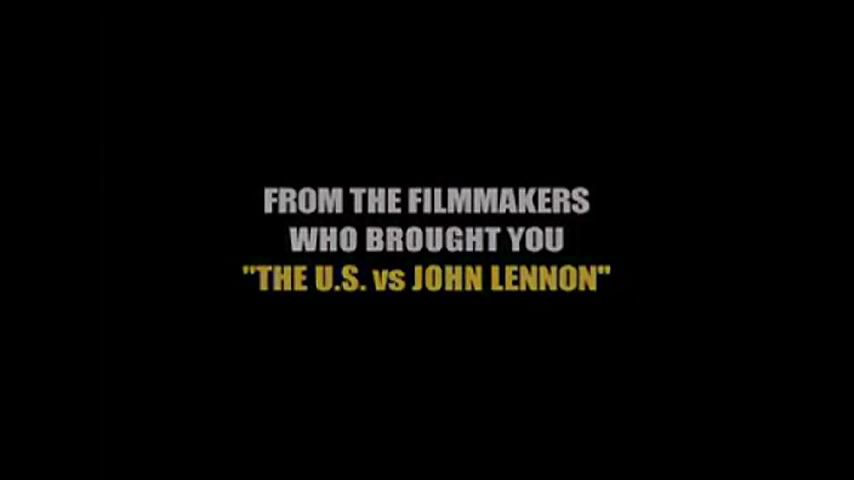 FROM THE FILMMAKERS
WHO BROUGHT YOU
"THE U.S. vs JOHN LENNON"